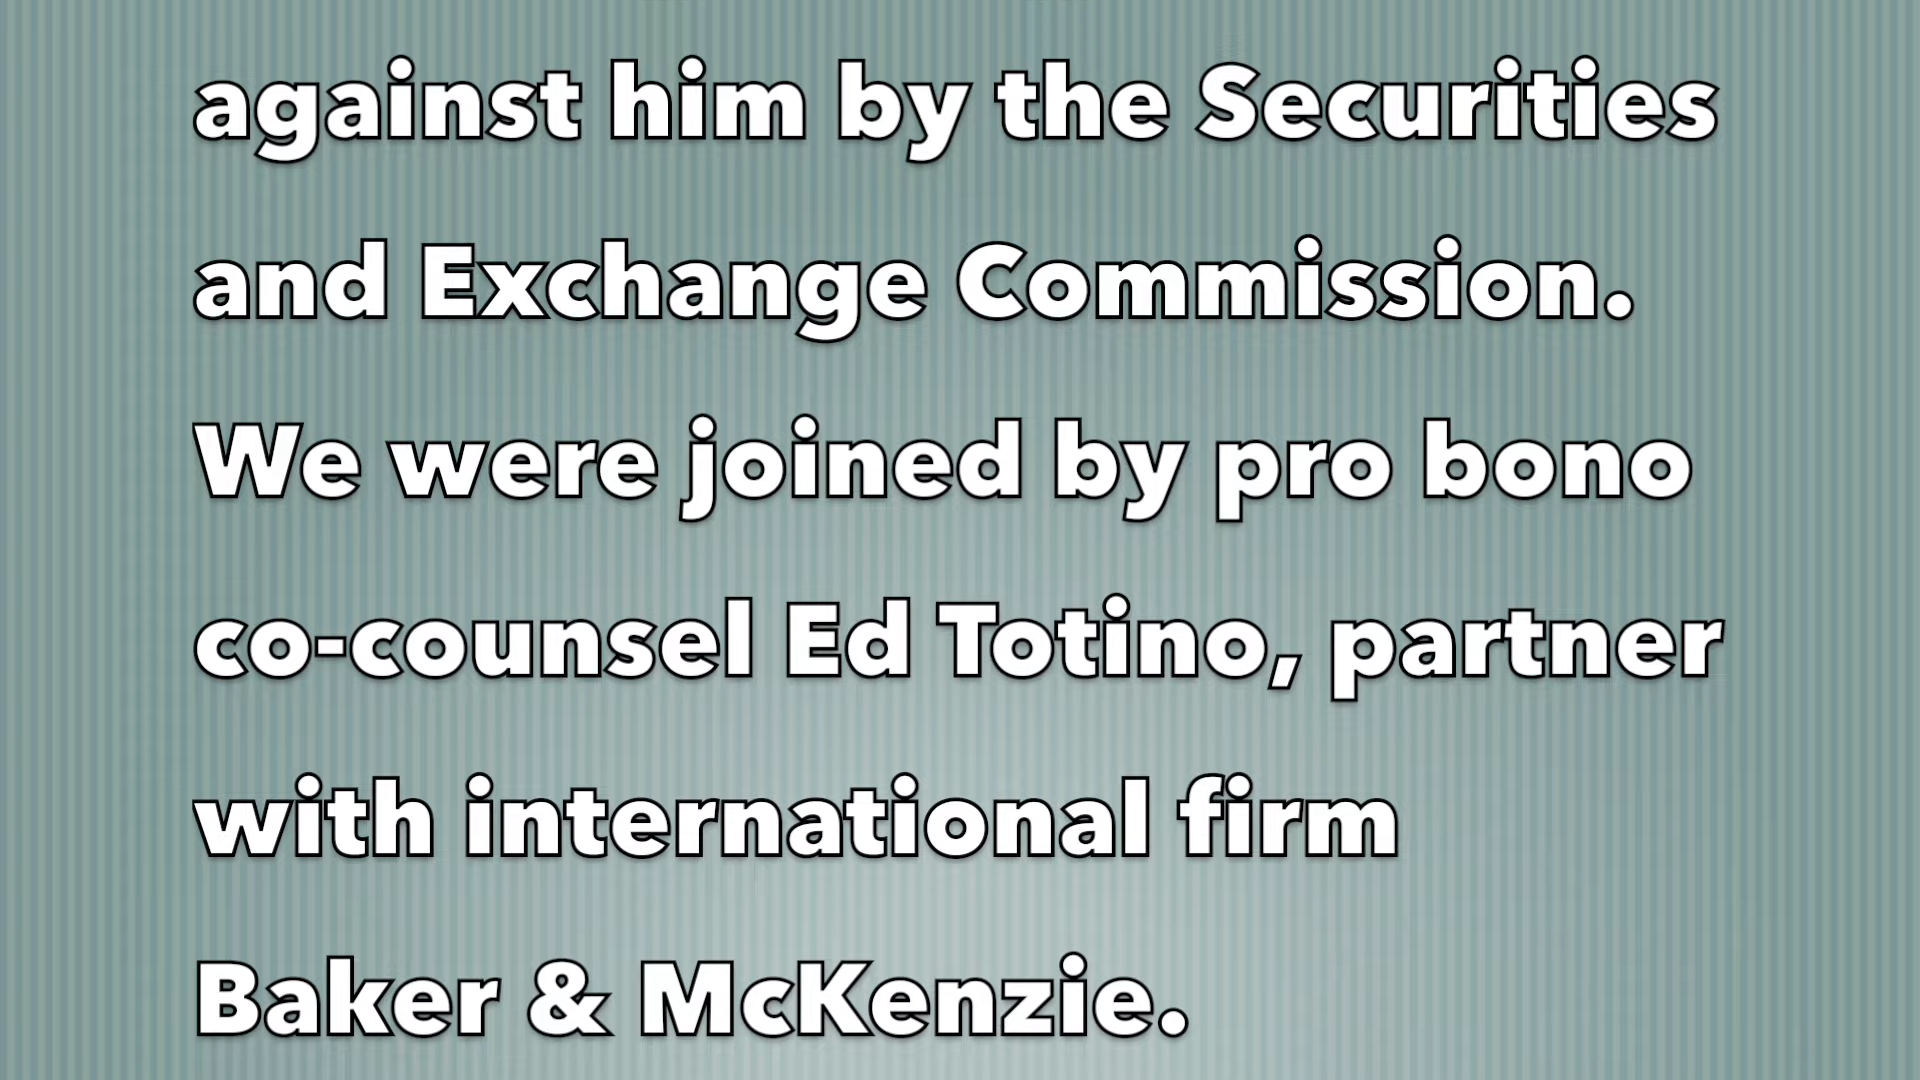 against him by the Securities
and Exchange Commission.
We were joined by pro bono
co-counsel Ed Totino, partner
with international firm
Baker & McKenzie.